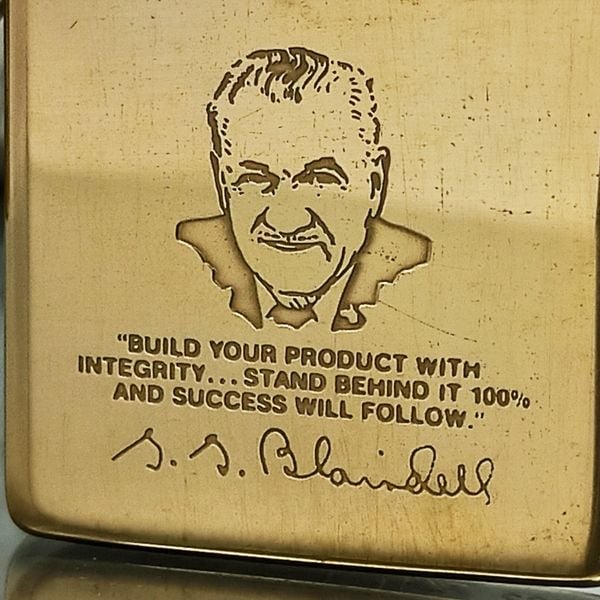 "BUILD YOUR PRODUCT WITH
INTEGRITY... STAND BEHIND IT 100%
AND SUCCESS WILL FOLLOW."
G. G. Blaisdell